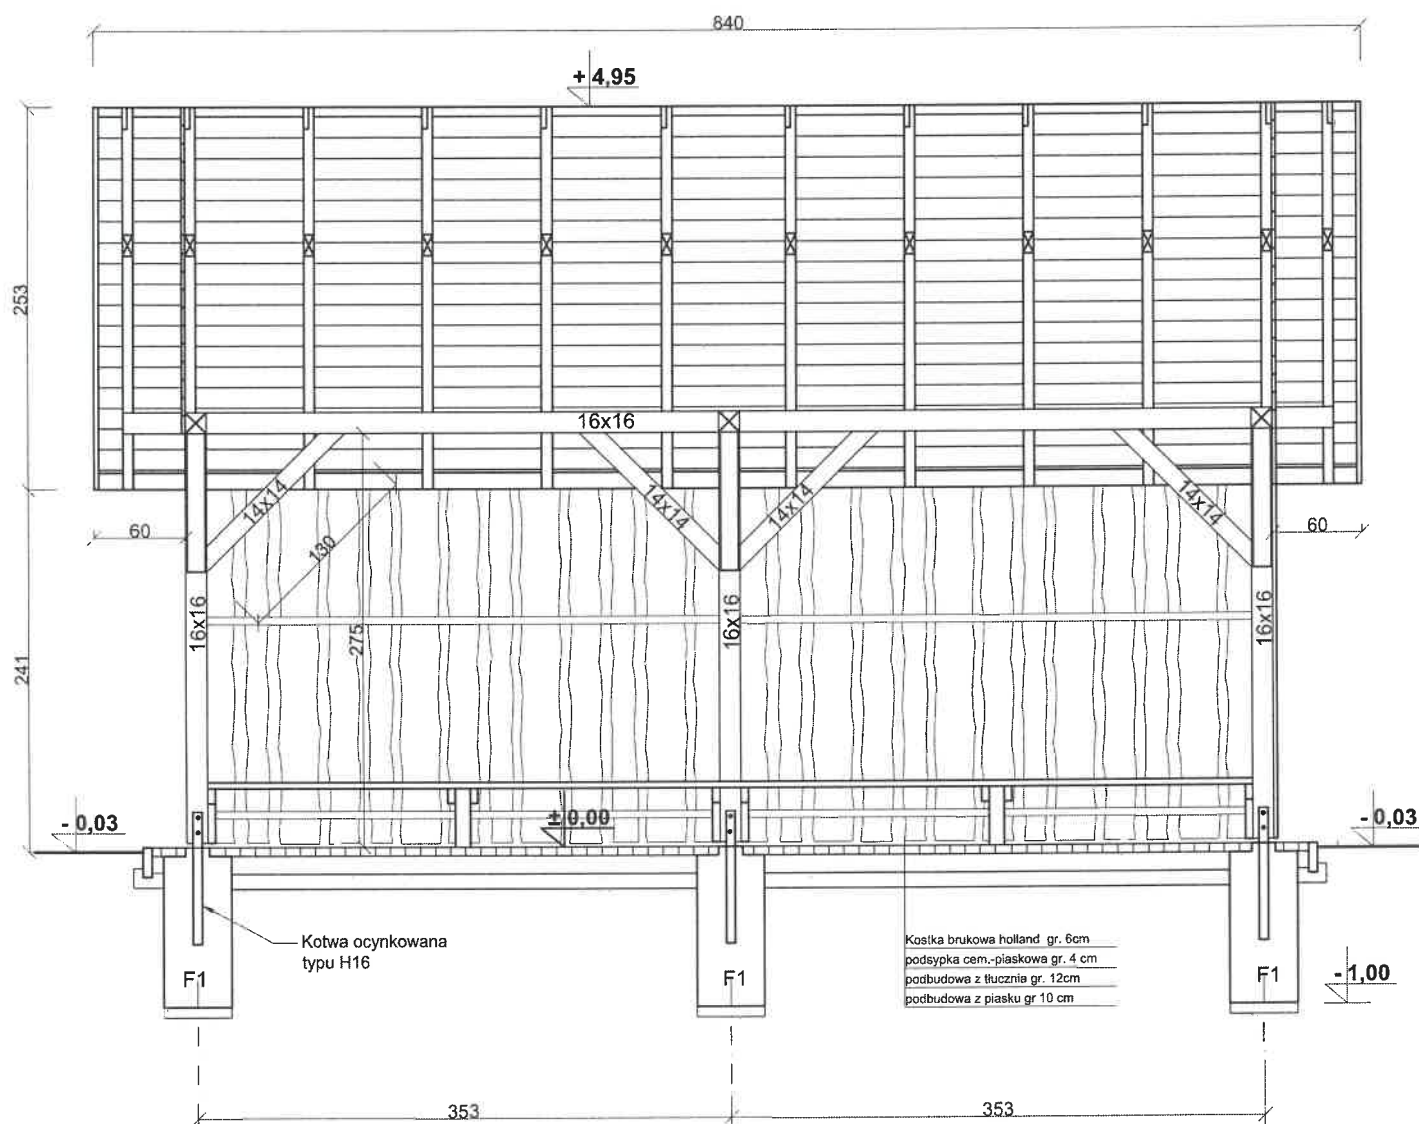 840
+ 4,95
253
16x16
14x14
14x14
14x14
14x14
60
60
130
16x16
16x16
16x16
275
241
- 0,03
± 0,00
- 0,03
Kotwa ocynkowana
typu H16
Kostka brukowa holland gr. 6cm
podsypka cem.-piaskowa gr. 4 cm
podbudowa z tłucznia gr. 12cm
podbudowa z piasku gr 10 cm
F1
F1
F1
- 1,00
353
353